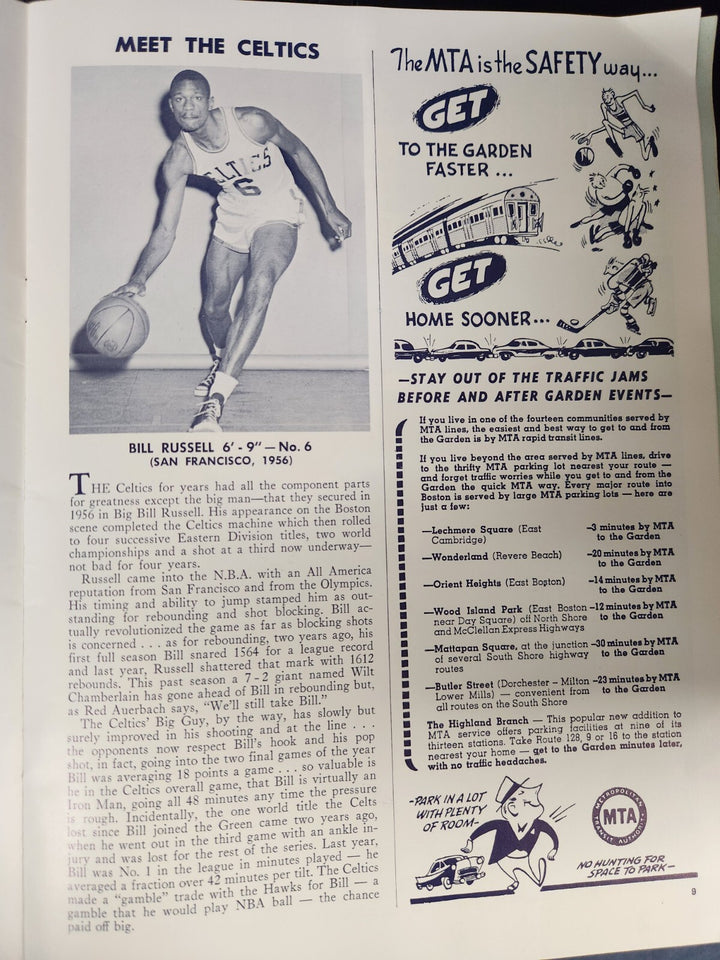 MEET THE CELTICS
CELTICS
6
BILL RUSSELL 6' - 9" — No. 6
(SAN FRANCISCO, 1956)
THE Celtics for years had all the component parts
for greatness except the big man—that they secured in
1956 in Big Bill Russell. His appearance on the Boston
scene completed the Celtics machine which then rolled
to four successive Eastern Division titles, two world
championships and a shot at a third now underway—
not bad for four years.
Russell came into the N.B.A. with an All America
reputation from San Francisco and from the Olympics.
His timing and ability to jump stamped him as out-
standing for rebounding and shot blocking. Bill ac-
tually revolutionized the game as far as blocking shots
is concerned . . . as for rebounding, two years ago, his
first full season Bill snared 1564 for a league record
and last year, Russell shattered that mark with 1612
rebounds. This past season a 7 - 2 giant named Wilt
Chamberlain has gone ahead of Bill in rebounding but,
as Red Auerbach says, "We'll still take Bill."
The Celtics' Big Guy, by the way, has slowly but
surely improved in his shooting and at the line . . .
the opponents now respect Bill's hook and his pop
shot, in fact, going into the two final games of the year
Bill was averaging 18 points a game . . . so valuable is
he in the Celtics overall game, that Bill is virtually an
Iron Man, going all 48 minutes any time the pressure
is rough. Incidentally, the one world title the Celts
lost since Bill joined the Green came two years ago,
when he went out in the third game with an ankle in-
jury and was lost for the rest of the series. Last year,
Bill was No. 1 in the league in minutes played — he
averaged a fraction over 42 minutes per tilt. The Celtics
made a "gamble" trade with the Hawks for Bill — a
gamble that he would play NBA ball — the chance
paid off big.
The MTA is the SAFETY way...
GET
TO THE GARDEN
FASTER ...
N
GET
HOME SOONER...
—STAY OUT OF THE TRAFFIC JAMS
BEFORE AND AFTER GARDEN EVENTS—
If you live in one of the fourteen communities served by
MTA lines, the easiest and best way to get to and from
the Garden is by MTA rapid transit lines.
If you live beyond the area served by MTA lines, drive
to the thrifty MTA parking lot nearest your route —
and forget traffic worries while you get to and from the
Garden the quick MTA way. Every major route into
Boston is served by large MTA parking lots — here are
just a few:
—Lechmere Square (East Cambridge) –3 minutes by MTA to the Garden
—Wonderland (Revere Beach) –20 minutes by MTA to the Garden
—Orient Heights (East Boston) –14 minutes by MTA to the Garden
—Wood Island Park (East Boston near Day Square) off North Shore and McClellan Express Highways –12 minutes by MTA to the Garden
—Mattapan Square, at the junction of several South Shore highway routes –30 minutes by MTA to the Garden
—Butler Street (Dorchester - Milton Lower Mills) — convenient from all routes on the South Shore –23 minutes by MTA to the Garden
The Highland Branch — This popular new addition to
MTA service offers parking facilities at nine of its
thirteen stations. Take Route 128, 9 or 16 to the station
nearest your home — get to the Garden minutes later,
with no traffic headaches.
-PARK IN A LOT
WITH PLENTY
OF ROOM-
METROPOLITAN
MTA
TRANSIT AUTHORITY
NO HUNTING FOR
SPACE TO PARK—
9